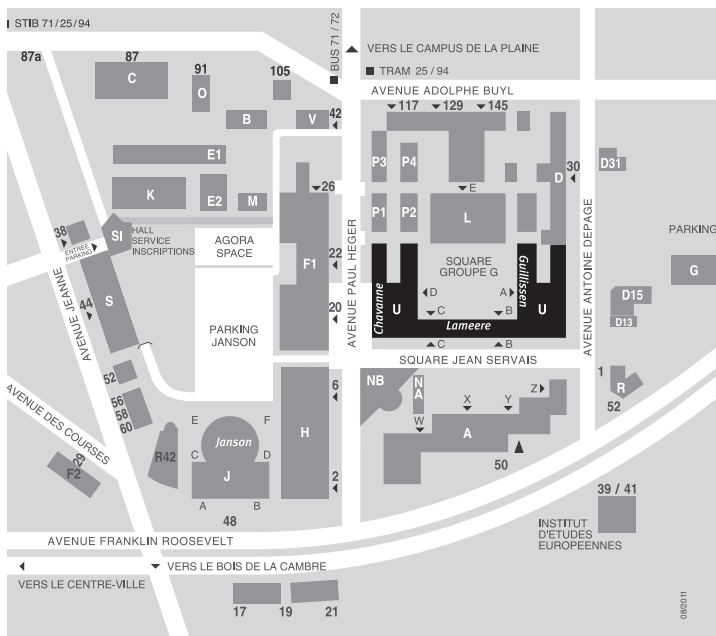 STIB 71/25/94
BUS 71 / 72
VERS LE CAMPUS DE LA PLAINE
TRAM 25 / 94
87a
87
C
91
O
105
AVENUE ADOLPHE BUYL
117
129
145
B
V
42
P3
P4
E1
26
E
D
30
D31
K
E2
M
P1
P2
L
38
SI
HALL
SERVICE
INSCRIPTIONS
AGORA
SPACE
F1
22
AVENUE PAUL HEGER
SQUARE
GROUPE G
AVENUE ANTOINE DEPAGE
PARKING
G
ENTREE
PARKING
AVENUE JEANNE
44
S
PARKING
JANSON
20
Chavanne
U
D
A
C
B
Lameere
Guillissen
U
D15
D13
C
B
SQUARE JEAN SERVAIS
52
56
58
60
6
NB
NA
X
Y
Z
W
A
50
1
R
52
AVENUE DES COURSES
29
F2
R42
E
F
Janson
C
D
J
A
B
48
H
2
39 / 41
INSTITUT
D'ETUDES
EUROPEENNES
AVENUE FRANKLIN ROOSEVELT
VERS LE BOIS DE LA CAMBRE
VERS LE CENTRE-VILLE
17
19
21
08/2011